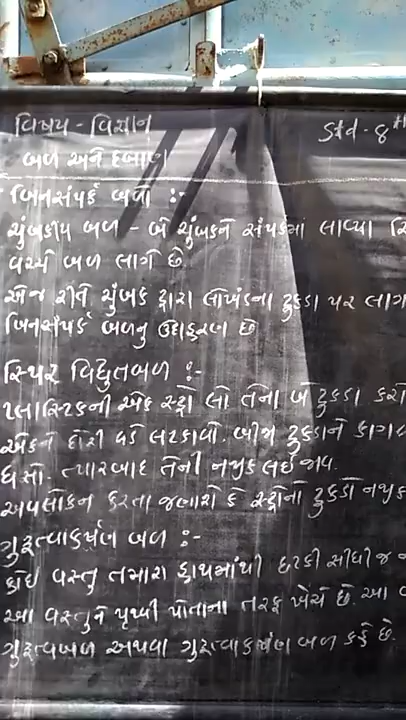 વિષય - વિજ્ઞાન
Std - 8th
બળ અને દબાણ
બિનસંપર્ક બળો :-
ચુંબકીય બળ - બે ચુંબકને સંપર્કમાં લાવ્યા
વચ્ચે બળ લાગે છે.
એજ રીતે ચુંબક દ્વારા લોખંડના ટુકડા પર લાગ
બિનસંપર્ક બળનુ ઉદાહરણ છે
સ્થિર વિદ્યુતબળ :-
પ્લાસ્ટિકની એક સ્ટ્રો લો તેના બે ટુકડા કરો
એકને દોરી વડે લટકાવો. બીજા ટુકડાને કાગળ
ઘસો. ત્યારબાદ તેની નજીક લઈ જાવ.
અવલોકન કરતા જણાશે કે સ્ટ્રોનો ટુકડો નજીક
ગુરુત્વાકર્ષણ બળ :-
કોઈ વસ્તુ તમારા હાથમાંથી છટકી સીધી જ
આ વસ્તુને પૃથ્વી પોતાના તરફ ખેંચે છે. આ
ગુરુત્વબળ અથવા ગુરુત્વાકર્ષણ બળ કહે છે.